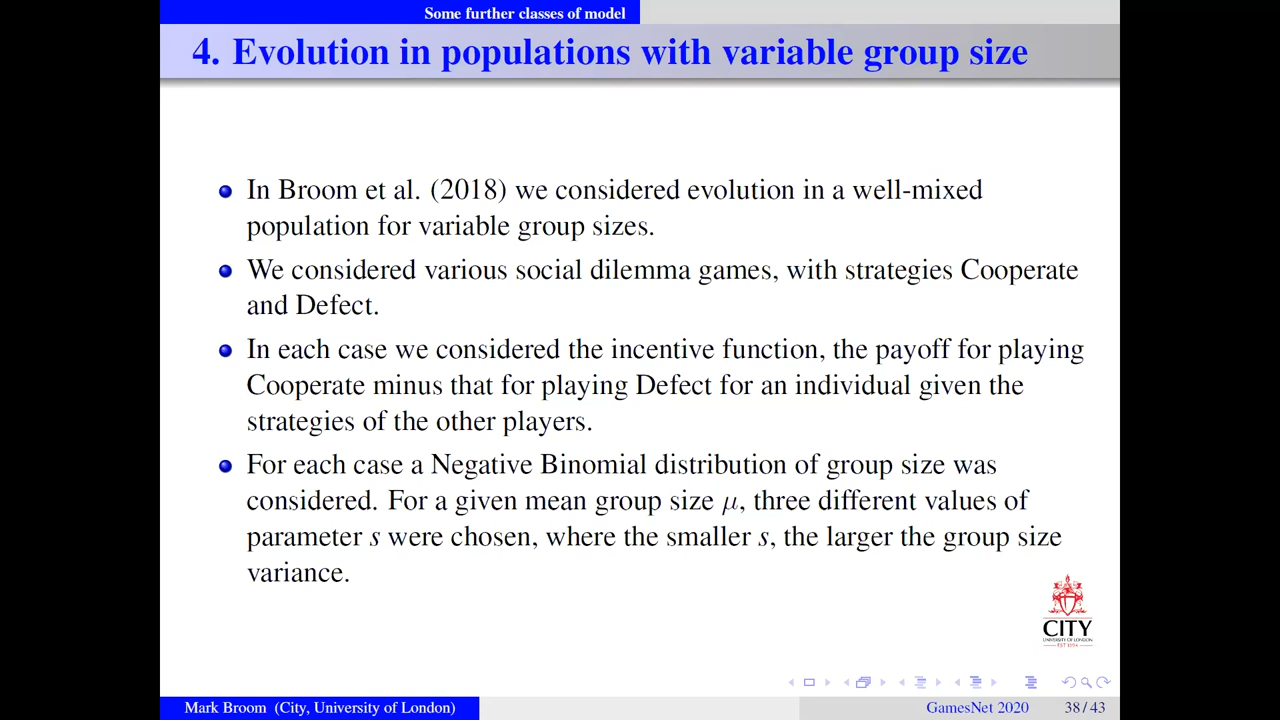 Some further classes of model
4. Evolution in populations with variable group size
In Broom et al. (2018) we considered evolution in a well-mixed
population for variable group sizes.
We considered various social dilemma games, with strategies Cooperate
and Defect.
In each case we considered the incentive function, the payoff for playing
Cooperate minus that for playing Defect for an individual given the
strategies of the other players.
For each case a Negative Binomial distribution of group size was
considered. For a given mean group size μ, three different values of
parameter s were chosen, where the smaller s, the larger the group size
variance.
CITY
UNIVERSITY OF LONDON
EST 1894
Mark Broom (City, University of London)
GamesNet 2020
38 / 43